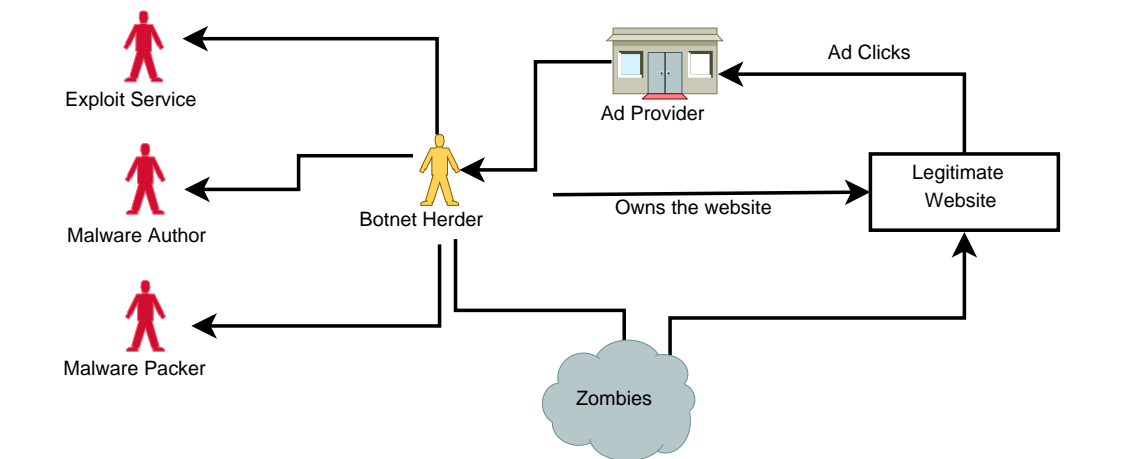 Ad Clicks
Exploit Service
Ad Provider
Legitimate
Website
Owns the website
Botnet Herder
Malware Author
Malware Packer
Zombies